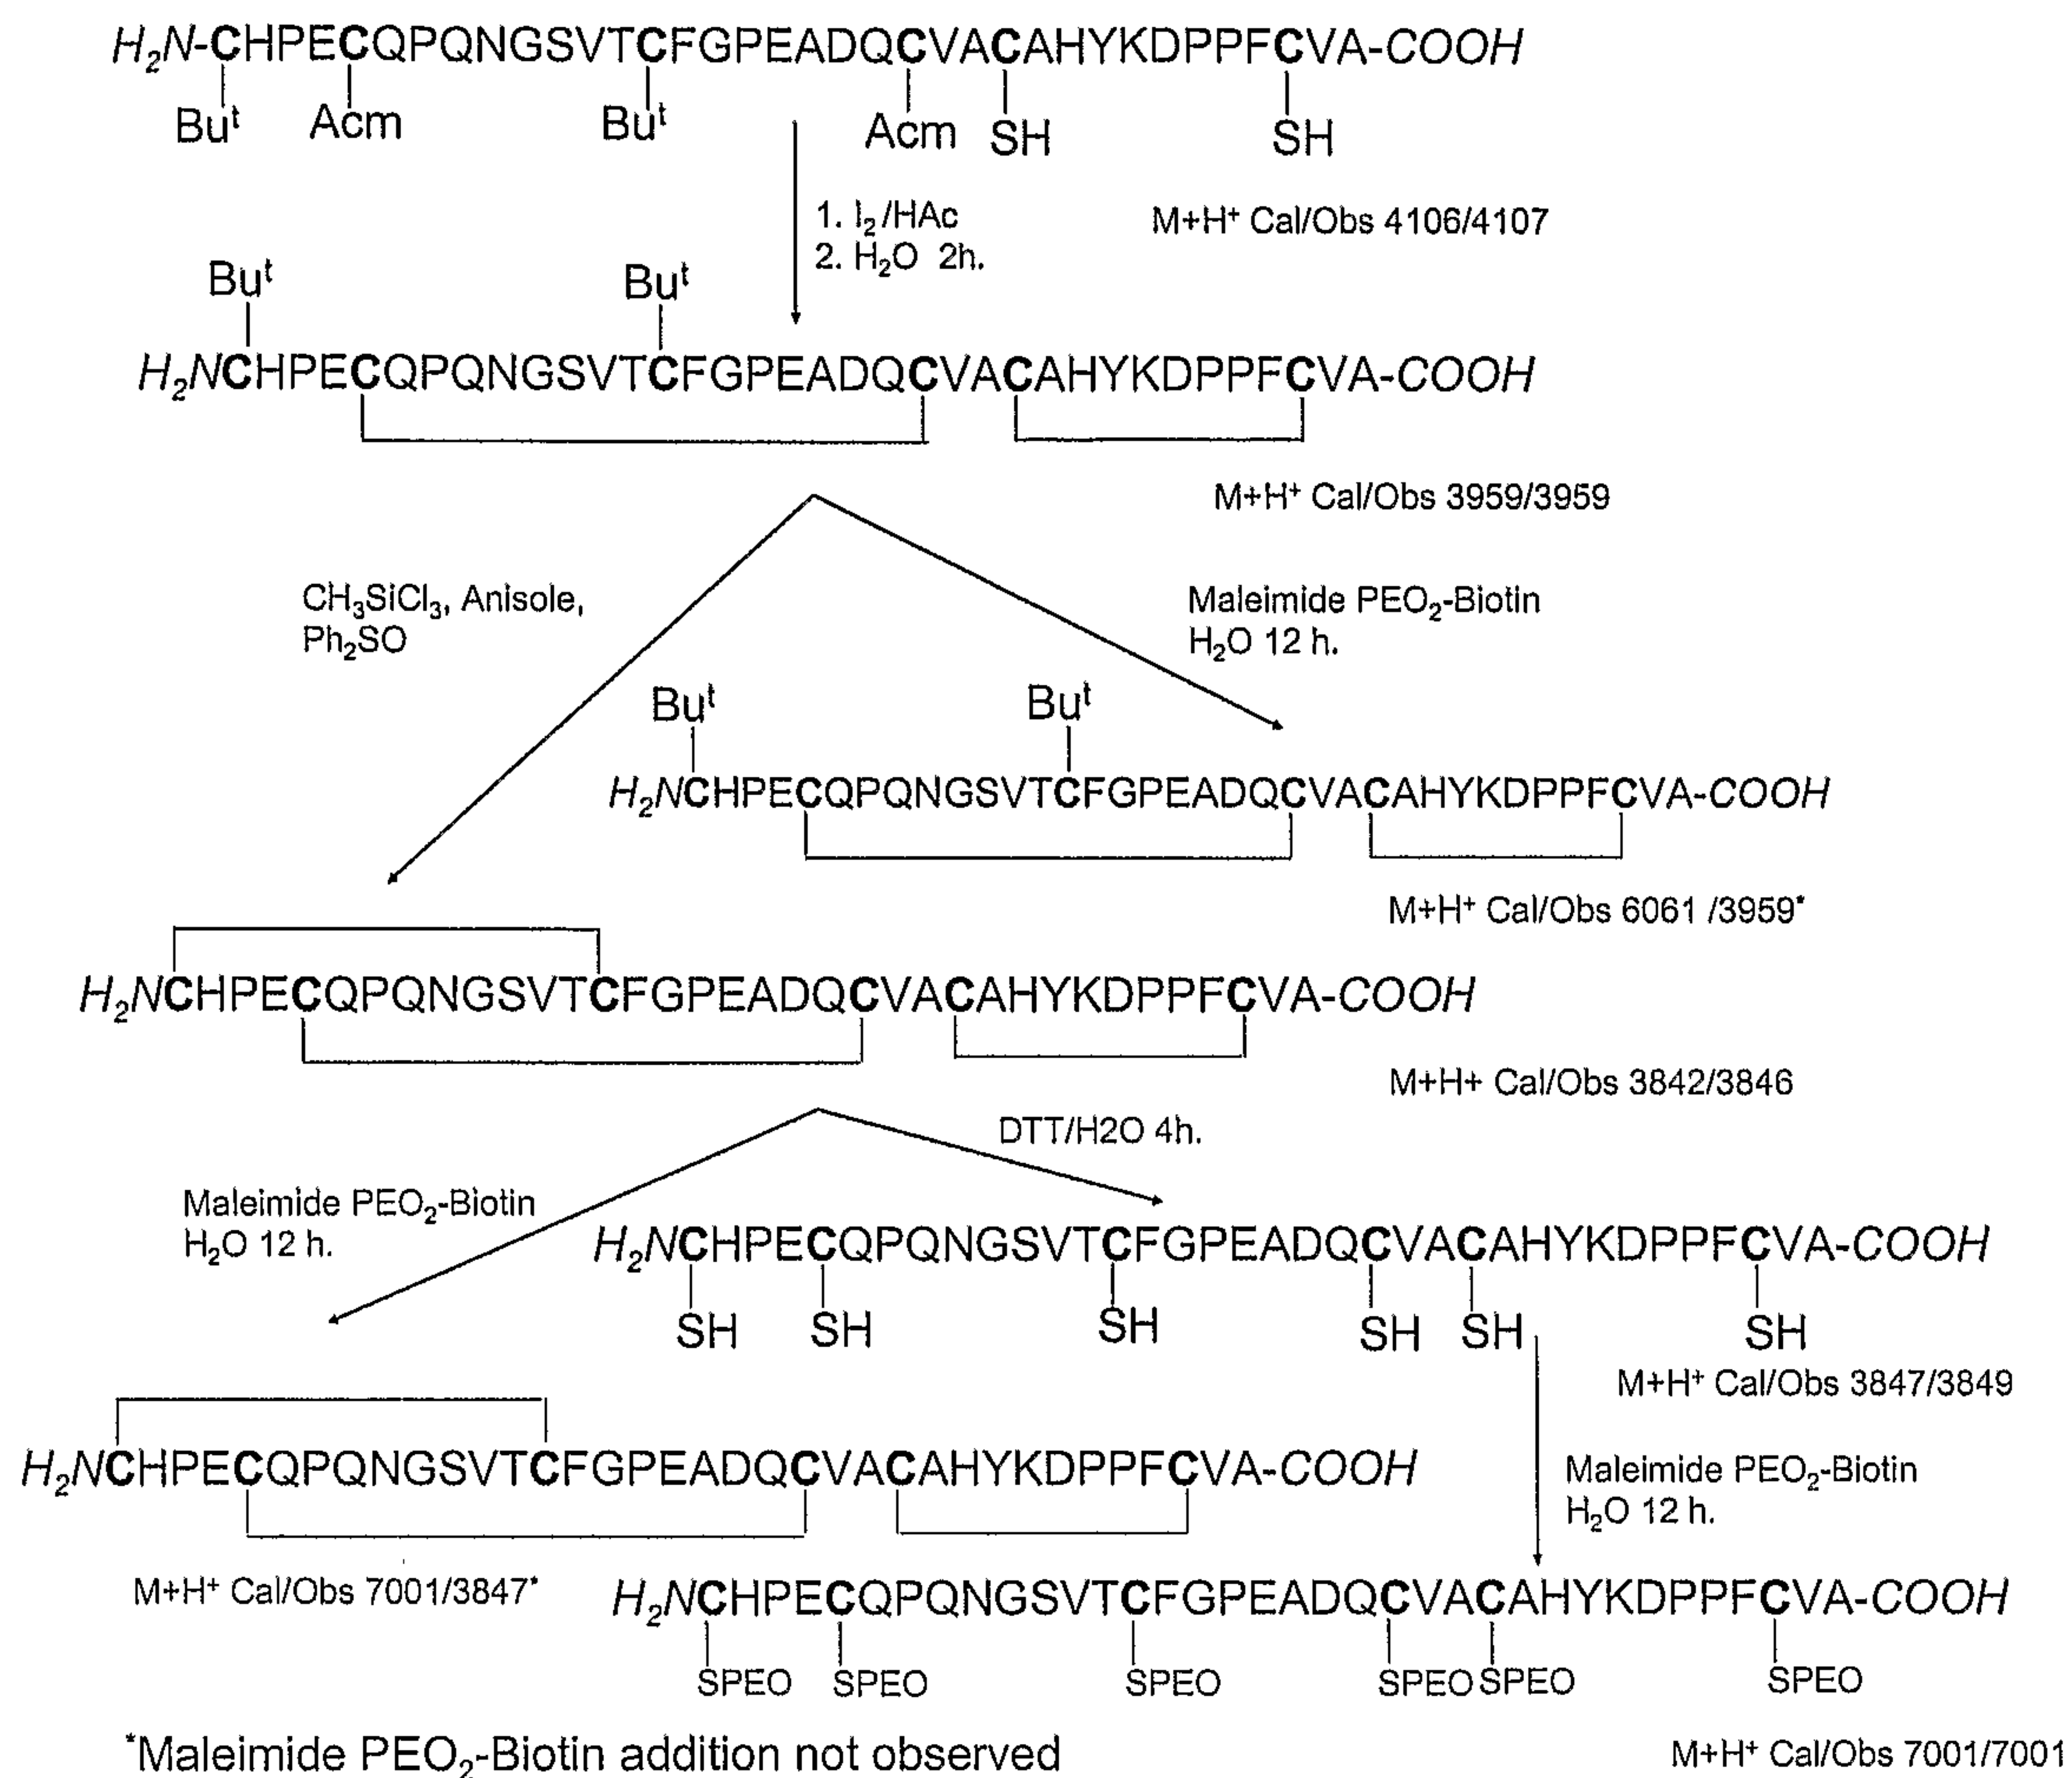 H2N-CHPECQPQNGSVTCFGPEADQCVACAHYKDPPFCVA-COOH
But Acm But Acm SH SH
1. I2/HAc
2. H2O 2h.
M+H+ Cal/Obs 4106/4107
But But
H2NCHPECQPQNGSVTCFGPEADQCVACAHYKDPPFCVA-COOH
M+H+ Cal/Obs 3959/3959
CH3SiCl3, Anisole,
Ph2SO
Maleimide PEO2-Biotin
H2O 12 h.
But But
H2NCHPECQPQNGSVTCFGPEADQCVACAHYKDPPFCVA-COOH
M+H+ Cal/Obs 6061 /3959*
H2NCHPECQPQNGSVTCFGPEADQCVACAHYKDPPFCVA-COOH
M+H+ Cal/Obs 3842/3846
DTT/H2O 4h.
Maleimide PEO2-Biotin
H2O 12 h.
H2NCHPECQPQNGSVTCFGPEADQCVACAHYKDPPFCVA-COOH
SH SH SH SH SH SH
M+H+ Cal/Obs 3847/3849
H2NCHPECQPQNGSVTCFGPEADQCVACAHYKDPPFCVA-COOH
Maleimide PEO2-Biotin
H2O 12 h.
M+H+ Cal/Obs 7001/3847*
H2NCHPECQPQNGSVTCFGPEADQCVACAHYKDPPFCVA-COOH
SPEO SPEO SPEO SPEO SPEO SPEO
*Maleimide PEO2-Biotin addition not observed
M+H+ Cal/Obs 7001/7001